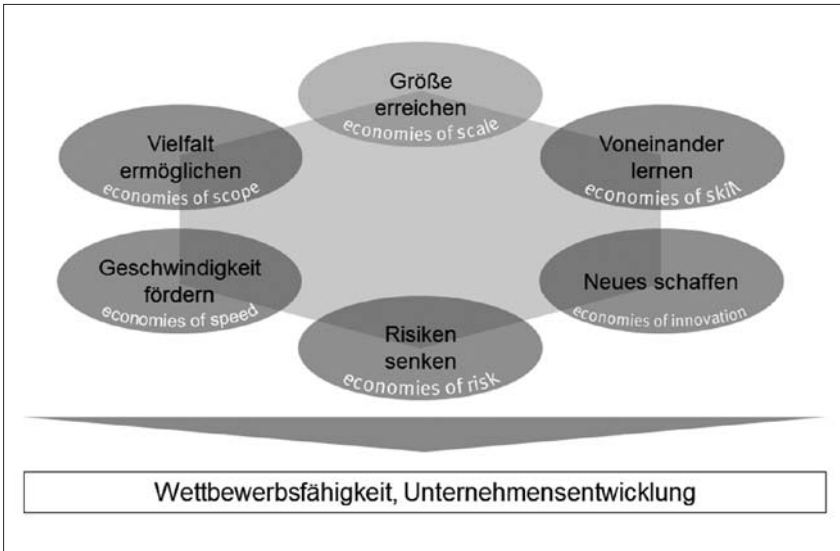 Größe
erreichen
economies of scale
Vielfalt
ermöglichen
economies of scope
Voneinander
lernen
economies of skill
Geschwindigkeit
fördern
economies of speed
Neues schaffen
economies of innovation
Risiken
senken
economies of risk
Wettbewerbsfähigkeit, Unternehmensentwicklung